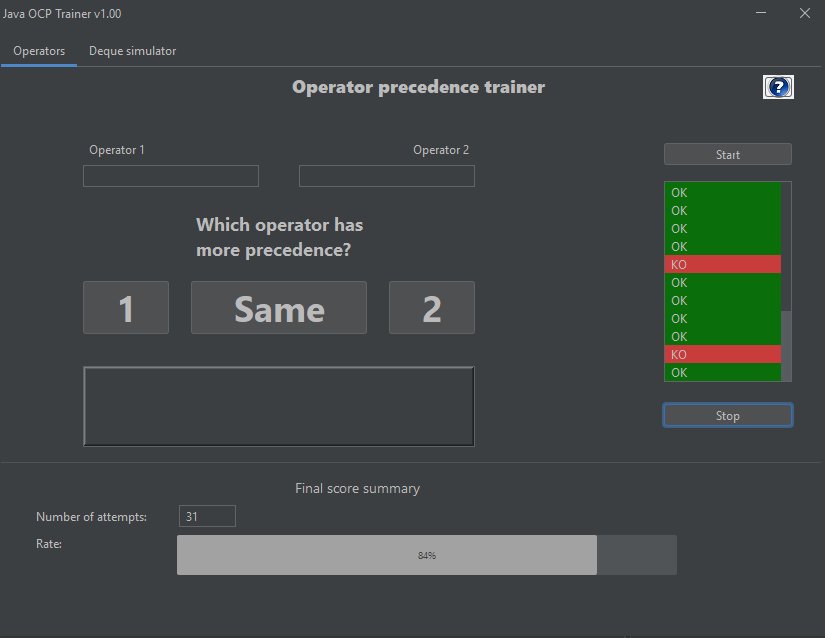 Java OCP Trainer v1.00
Operators Deque simulator
Operator precedence trainer
?
Operator 1 Operator 2
Start
Which operator has
more precedence?
1 Same 2
OK
OK
OK
OK
KO
OK
OK
OK
OK
KO
OK
Stop
Final score summary
Number of attempts: 31
Rate: 84%